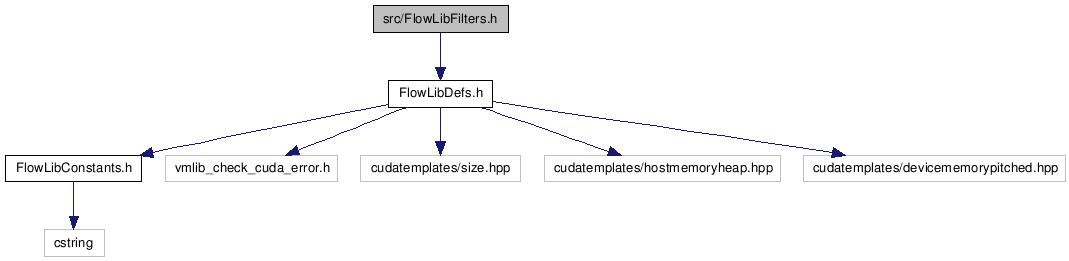 src/FlowLibFilters.h
FlowLibDefs.h
FlowLibConstants.h
vmlib_check_cuda_error.h
cudatemplates/size.hpp
cudatemplates/hostmemoryheap.hpp
cudatemplates/devicememorypitched.hpp
cstring